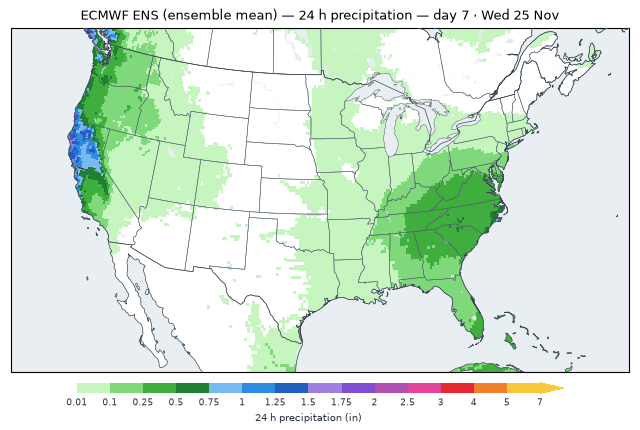 ECMWF ENS (ensemble mean) — 24 h precipitation — day 7 · Wed 25 Nov
0.01 0.1 0.25 0.5 0.75 1 1.25 1.5 1.75 2 2.5 3 4 5 7
24 h precipitation (in)